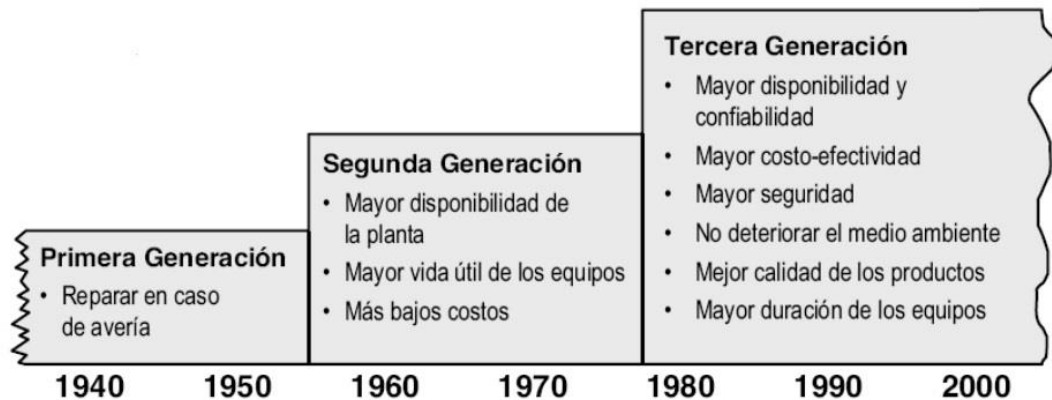 Primera Generación
• Reparar en caso
de avería
Segunda Generación
• Mayor disponibilidad de
la planta
• Mayor vida útil de los equipos
• Más bajos costos
Tercera Generación
• Mayor disponibilidad y
confiabilidad
• Mayor costo-efectividad
• Mayor seguridad
• No deteriorar el medio ambiente
• Mejor calidad de los productos
• Mayor duración de los equipos
1940 1950 1960 1970 1980 1990 2000